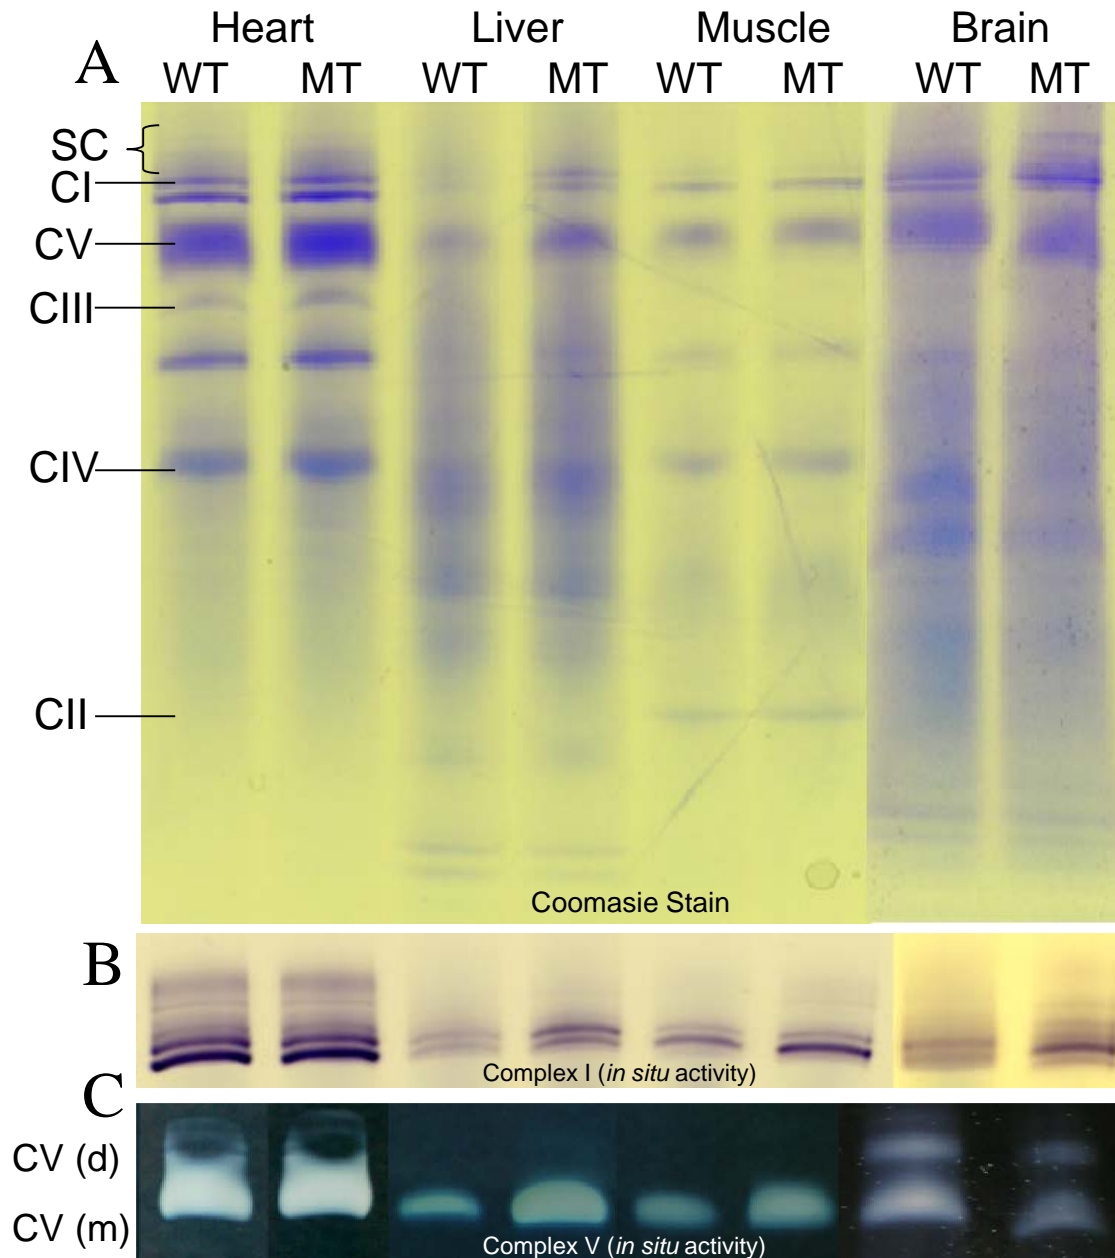 Heart Liver Muscle Brain
A WT MT WT MT WT MT WT MT
SC
CI
CV
CIII
CIV
CII
Coomasie Stain
B
Complex I (in situ activity)
C
CV (d)
CV (m)
Complex V (in situ activity)